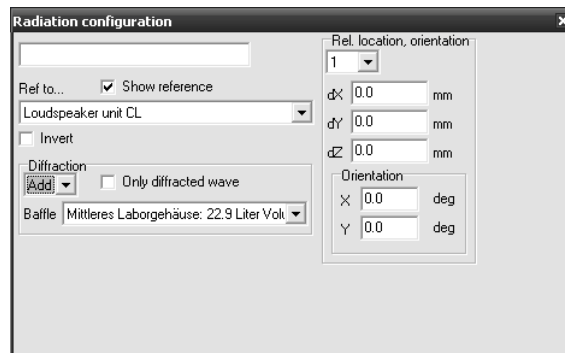 Radiation configuration
Ref to...
Show reference
Loudspeaker unit CL
Invert
Diffraction
Add
Only diffracted wave
Baffle
Mittleres Laborgehäuse: 22.9 Liter Volu
Rel. location, orientation
1
dX 0.0 mm
dY 0.0 mm
dZ 0.0 mm
Orientation
X 0.0 deg
Y 0.0 deg